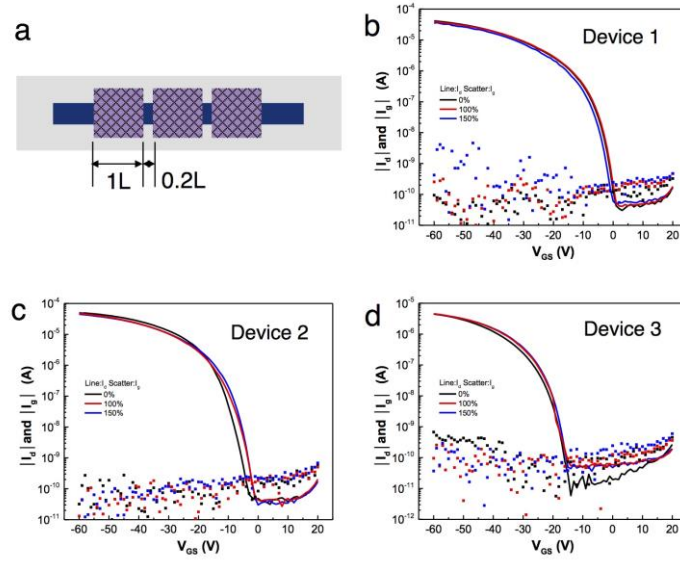 a
1L
0.2L
b
Device 1
Line:I_d Scatter:I_g
0%
100%
150%
|I_d| and |I_g| (A)
10^-4
10^-5
10^-6
10^-7
10^-8
10^-9
10^-10
10^-11
-60 -50 -40 -30 -20 -10 0 10 20
V_GS (V)
c
Device 2
Line:I_d Scatter:I_g
0%
100%
150%
|I_d| and |I_g| (A)
10^-4
10^-5
10^-6
10^-7
10^-8
10^-9
10^-10
10^-11
-60 -50 -40 -30 -20 -10 0 10 20
V_GS (V)
d
Device 3
Line:I_d Scatter:I_g
0%
100%
150%
|I_d| and |I_g| (A)
10^-5
10^-6
10^-7
10^-8
10^-9
10^-10
10^-11
10^-12
-60 -50 -40 -30 -20 -10 0 10 20
V_GS (V)